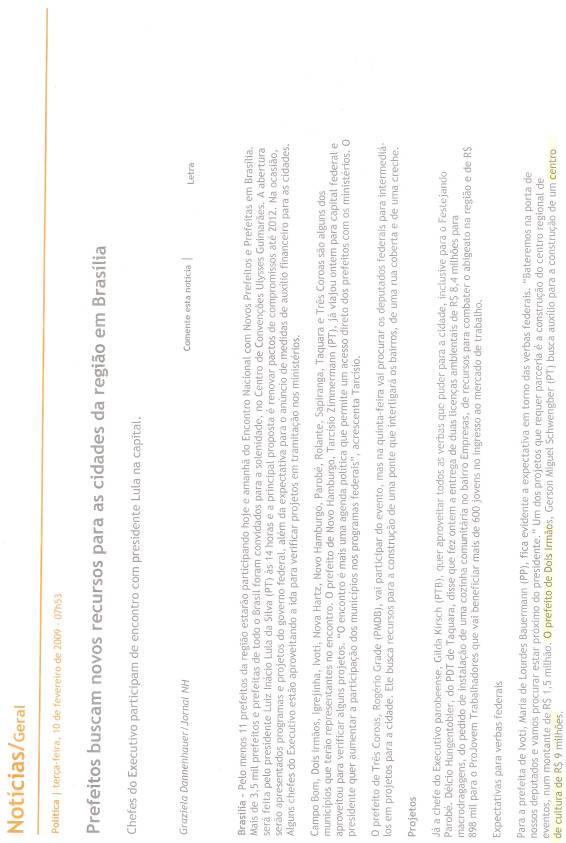 Notícias/Geral
Política | terça-feira, 10 de fevereiro de 2009 - 07h53
Prefeitos buscam novos recursos para as cidades da região em Brasília
Chefes do Executivo participam de encontro com presidente Lula na capital.
Comente esta notícia |
Letra
Graziela Dannenhauer/Jornal NH
Brasília - Pelo menos 11 prefeitos da região estarão participando hoje e amanhã do Encontro Nacional com Novos Prefeitos e Prefeitas em Brasília.
Mais de 3,5 mil prefeitos e prefeitas de todo o Brasil foram convidados para a solenidade, no Centro de Convenções Ulysses Guimarães. A abertura
será feita pelo presidente Luiz Inácio Lula da Silva (PT) às 14 horas e a principal proposta é renovar pactos de compromissos até 2012. Na ocasião,
serão apresentados programas e projetos do governo federal, além da expectativa para o anúncio de medidas de auxílio financeiro para as cidades.
Alguns chefes do Executivo estão aproveitando a ida para verificar projetos em tramitação nos ministérios.
Campo Bom, Dois Irmãos, Igrejinha, Ivoti, Nova Hartz, Novo Hamburgo, Parobé, Rolante, Sapiranga, Taquara e Três Coroas são alguns dos
municípios que terão representantes no encontro. O prefeito de Novo Hamburgo, Tarcísio Zimmermann (PT), já viajou ontem para capital federal e
aproveitou para verificar alguns projetos. "O encontro é mais uma agenda política que permite um acesso direto dos prefeitos com os ministérios. O
presidente quer aumentar a participação dos municípios nos programas federais", acrescenta Tarcísio.
O prefeito de Três Coroas, Rogério Grade (PMDB), vai participar do evento, mas na quinta-feira vai procurar os deputados federais para intermediá-
los em projetos para a cidade. Ele busca recursos para a construção de uma ponte que interligará os bairros, de uma rua coberta e de uma creche.
Projetos
Já a chefe do Executivo parobeense, Gilda Kirsch (PTB), quer aproveitar todos as verbas que puder para a cidade, inclusive para o Festejando
Parobé. Délcio Hungentobler, do PDT de Taquara, disse que fez ontem a entrega de duas licenças ambientais de R$ 8,4 milhões para
macrodragagens, do pedido de instalação de uma cozinha comunitária no bairro Empresas, de recursos para combater o abigeato na região e de R$
898 mil para o ProJovem Trabalhadores que vai beneficiar mais de 600 jovens no ingresso ao mercado de trabalho.
Expectativas para verbas federais
Para a prefeita de Ivoti, Maria de Lourdes Bauermann (PP), fica evidente a expectativa em torno das verbas federais. "Bateremos na porta de
nossos deputados e vamos procurar estar próximo do presidente." Um dos projetos que requer parceria é a construção do centro regional de
eventos, num montante de R$ 1,5 milhão. O prefeito de Dois Irmãos, Gerson Miguel Schwengber (PT) busca auxílio para a construção de um centro
de cultura de R$ 9 milhões.